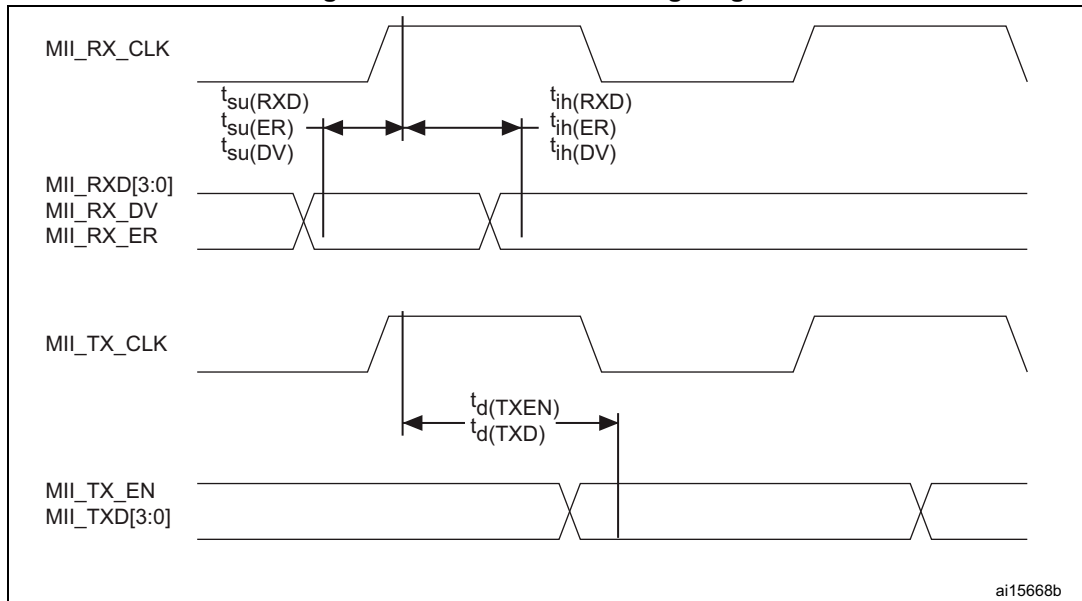 MII_RX_CLK
tsu(RXD)
tsu(ER)
tsu(DV)
tih(RXD)
tih(ER)
tih(DV)
MII_RXD[3:0]
MII_RX_DV
MII_RX_ER
MII_TX_CLK
td(TXEN)
td(TXD)
MII_TX_EN
MII_TXD[3:0]
ai15668b